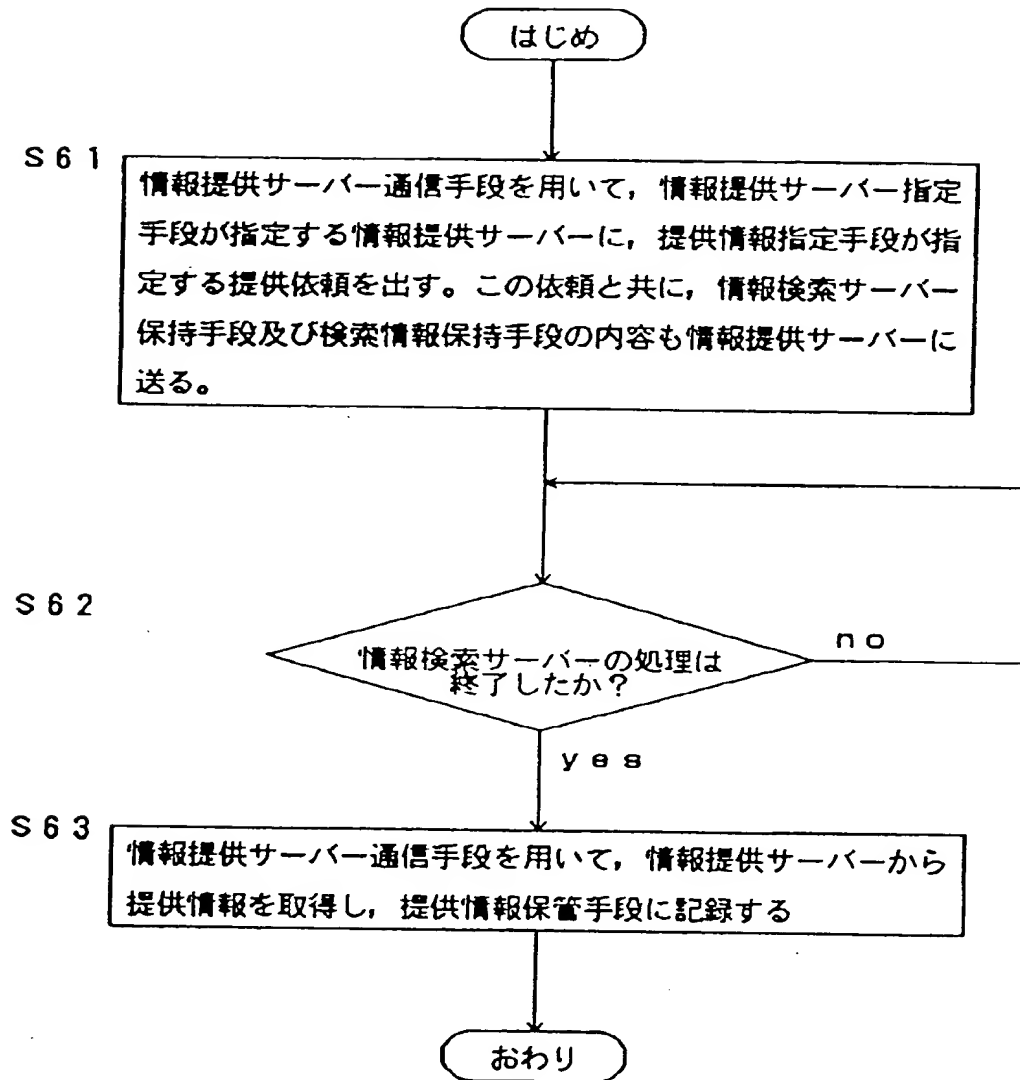 はじめ
S61
情報提供サーバー通信手段を用いて，情報提供サーバー指定
手段が指定する情報提供サーバーに，提供情報指定手段が指
定する提供依頼を出す。この依頼と共に，情報検索サーバー
保持手段及び検索情報保持手段の内容も情報提供サーバーに
送る。
S62
情報検索サーバーの処理は
終了したか？
no
yes
S63
情報提供サーバー通信手段を用いて，情報提供サーバーから
提供情報を取得し，提供情報保管手段に記録する
おわり